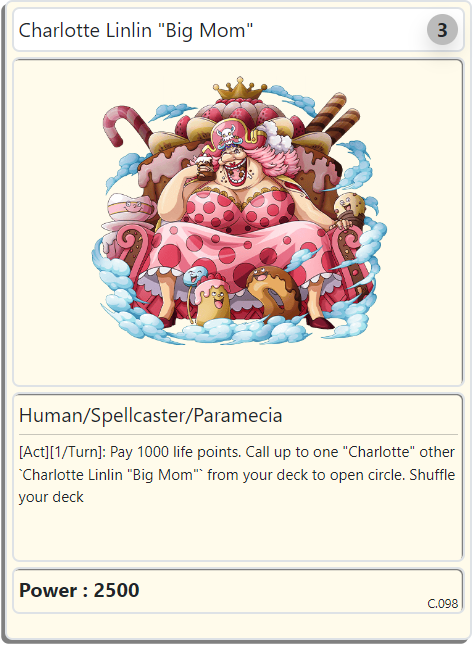 Charlotte Linlin "Big Mom"
3
Human/Spellcaster/Paramecia
[Act][1/Turn]: Pay 1000 life points. Call up to one "Charlotte" other
`Charlotte Linlin "Big Mom"` from your deck to open circle. Shuffle
your deck
Power : 2500
C.098